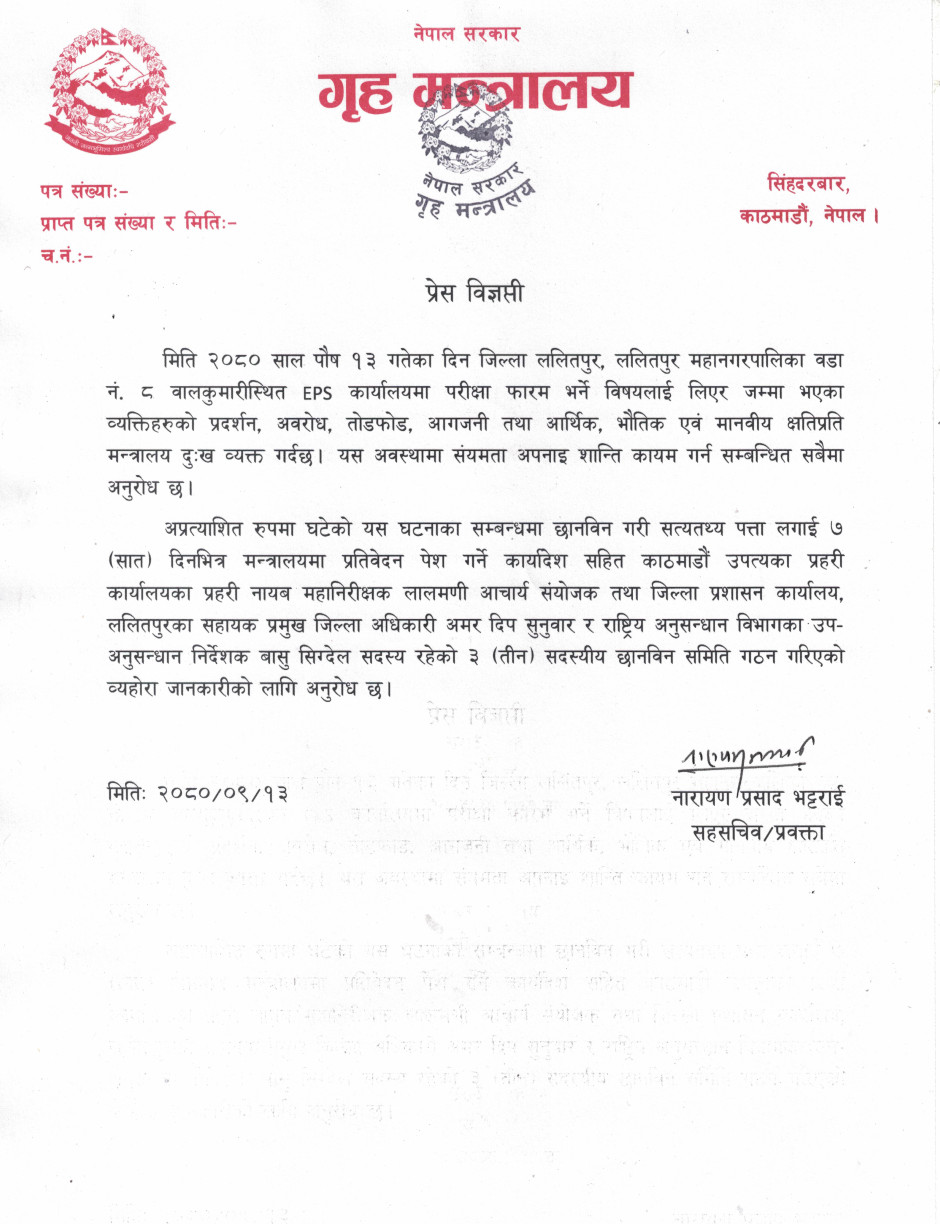 नेपाल सरकार
गृह मन्त्रालय
नेपाल सरकार
गृह मन्त्रालय
पत्र संख्याः-
प्राप्त पत्र संख्या र मितिः-
च.नं.ः-
सिंहदरबार,
काठमाडौं, नेपाल ।
प्रेस विज्ञप्ती
मिति २०८० साल पौष १३ गतेका दिन जिल्ला ललितपुर, ललितपुर महानगरपालिका वडा
नं. ८ वालकुमारीस्थित EPS कार्यालयमा परीक्षा फारम भर्ने विषयलाई लिएर जम्मा भएका
व्यक्तिहरुको प्रदर्शन, अवरोध, तोडफोड, आगजनी तथा आर्थिक, भौतिक एवं मानवीय क्षतिप्रति
मन्त्रालय दुःख व्यक्त गर्दछ। यस अवस्थामा संयमता अपनाइ शान्ति कायम गर्न सम्बन्धित सबैमा
अनुरोध छ।
अप्रत्याशित रुपमा घटेको यस घटनाका सम्बन्धमा छानविन गरी सत्यतथ्य पत्ता लगाई ७
(सात) दिनभित्र मन्त्रालयमा प्रतिवेदन पेश गर्ने कार्यादेश सहित काठमाडौं उपत्यका प्रहरी
कार्यालयका प्रहरी नायब महानिरीक्षक लालमणी आचार्य संयोजक तथा जिल्ला प्रशासन कार्यालय,
ललितपुरका सहायक प्रमुख जिल्ला अधिकारी अमर दिप सुनुवार र राष्ट्रिय अनुसन्धान विभागका उप-
अनुसन्धान निर्देशक बासु सिग्देल सदस्य रहेको ३ (तीन) सदस्यीय छानविन समिति गठन गरिएको
व्यहोरा जानकारीको लागि अनुरोध छ।
प्रेस विज्ञप्ती
मितिः २०८०/०९/१३
नारायण प्रसाद भट्टराई
सहसचिव/प्रवक्ता